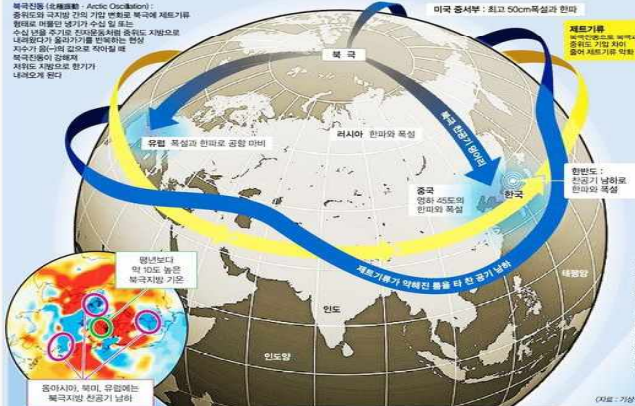 북극진동 (北極振動 · Arctic Oscillation) :
중위도와 극지방 간의 기압 변화로 북극에 제트기류
형태로 머물던 냉기가 수십 일 또는
수십 년을 주기로 진자운동처럼 중위도 지방으로
내려왔다가 올라가기를 반복하는 현상
지수가 음(-)의 값으로 작아질 때
북극진동이 강해져
저위도 지방으로 한기가
내려오게 된다
미국 중서부 : 최고 50cm폭설과 한파
제트기류
중위도 기압 차이
줄어 제트기류 약화
북 극
유럽 폭설과 한파로 공항 마비
러시아 한파와 폭설
북극 찬공기 덩어리
중국
영하 45도의
한파와 폭설
한국
한반도 :
찬공기 남하로
한파와 폭설
제트기류가 약해진 틈을 타 찬 공기 남하
태평양
인도
인도양
평년보다
약 10도 높은
북극지방 기온
동아시아, 북미, 유럽에는
북극지방 찬공기 남하
(자료 : 기상